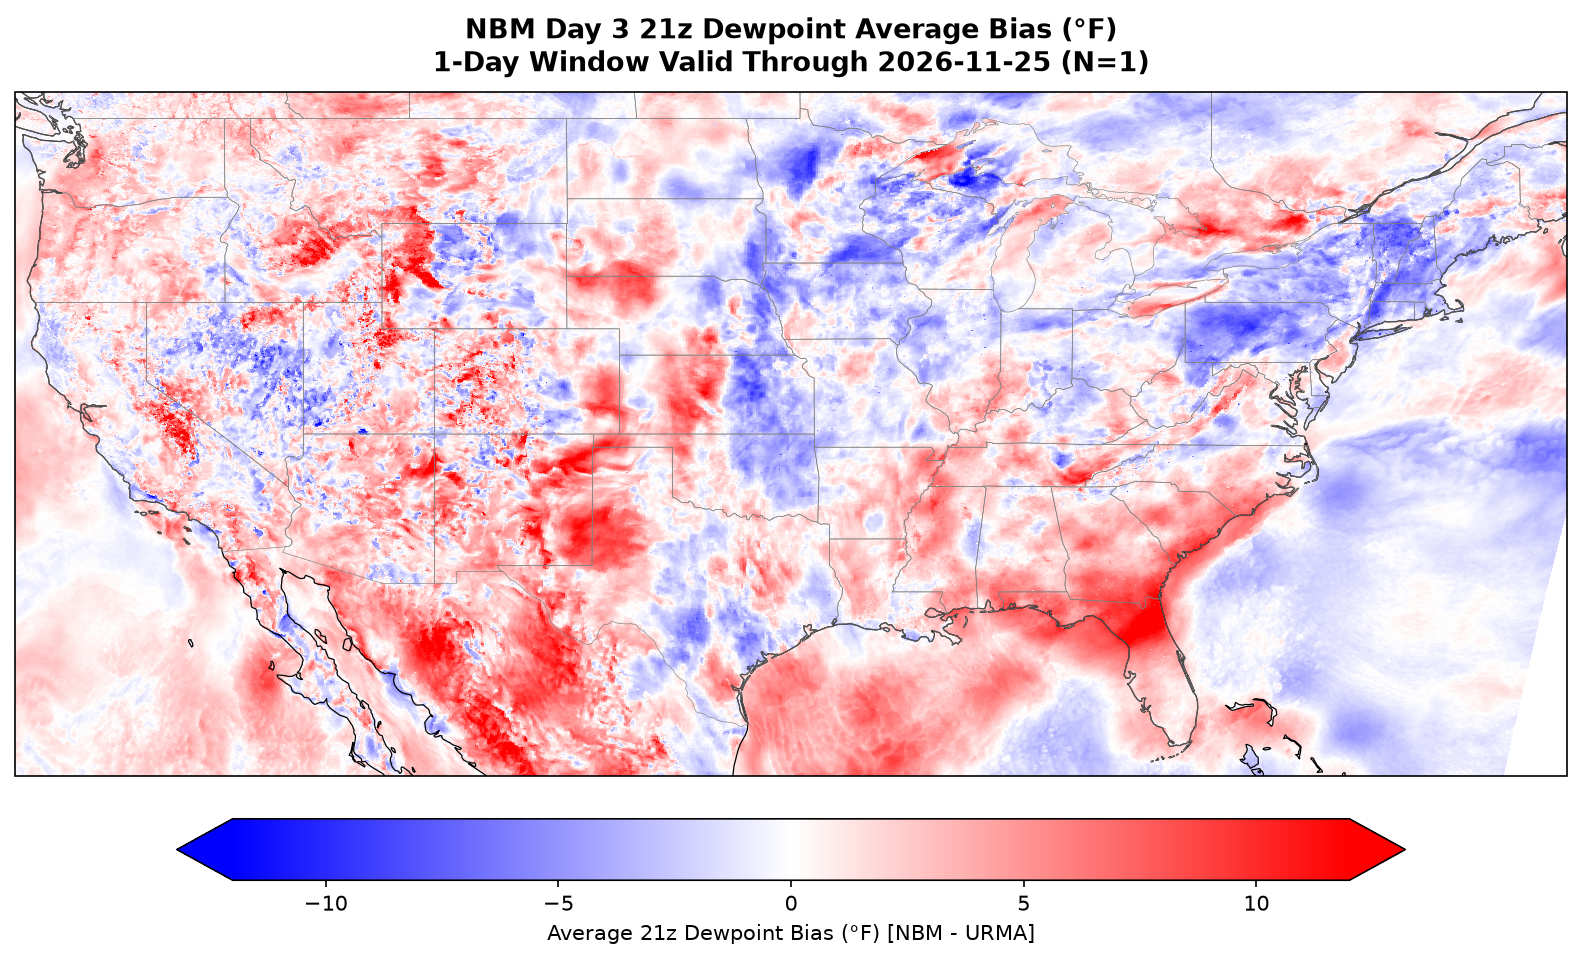 NBM Day 3 21z Dewpoint Average Bias (°F)
1-Day Window Valid Through 2026-11-25 (N=1)
−10 −5 0 5 10
Average 21z Dewpoint Bias (°F) [NBM - URMA]